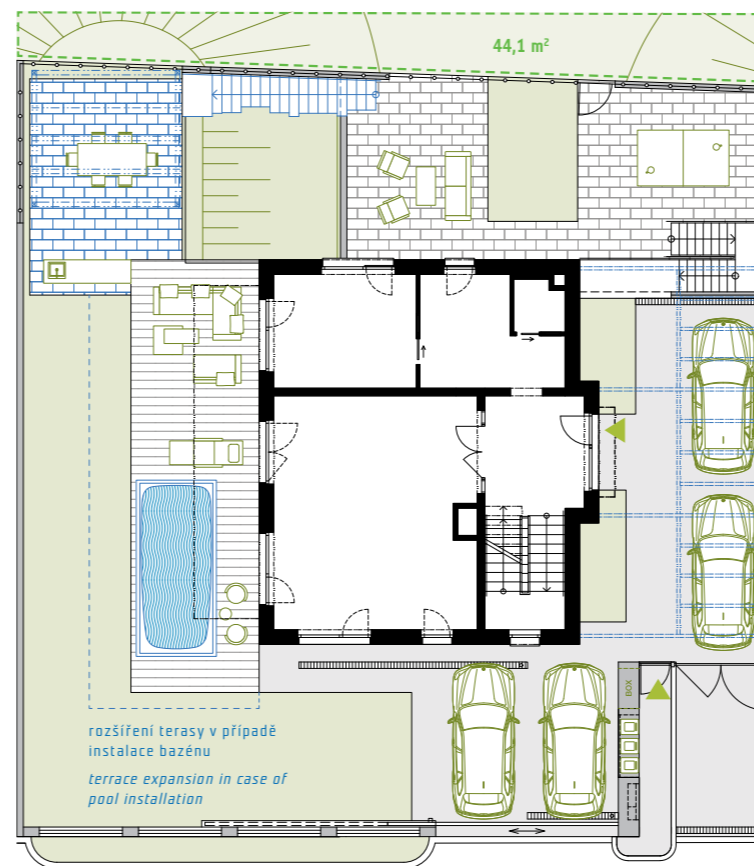 44,1 m²
BOX
rozšíření terasy v případě
instalace bazénu
terrace expansion in case of
pool installation